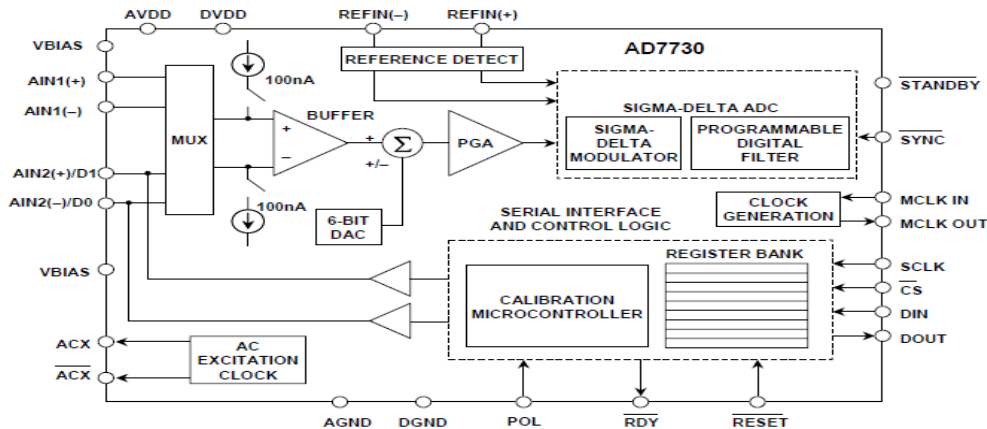 AVDD DVDD REFIN(–) REFIN(+)
VBIAS
AD7730
REFERENCE DETECT
AIN1(+)
100nA
STANDBY
AIN1(–)
SIGMA-DELTA ADC
BUFFER
MUX
+
–
+
+/–
Σ
PGA
SIGMA-
DELTA
MODULATOR
PROGRAMMABLE
DIGITAL
FILTER
SYNC
AIN2(+)/D1
AIN2(–)/D0
100nA
6-BIT
DAC
SERIAL INTERFACE
AND CONTROL LOGIC
CLOCK
GENERATION
MCLK IN
MCLK OUT
REGISTER BANK
VBIAS
SCLK
CS
CALIBRATION
MICROCONTROLLER
DIN
DOUT
ACX
ACX
AC
EXCITATION
CLOCK
AGND DGND POL RDY RESET